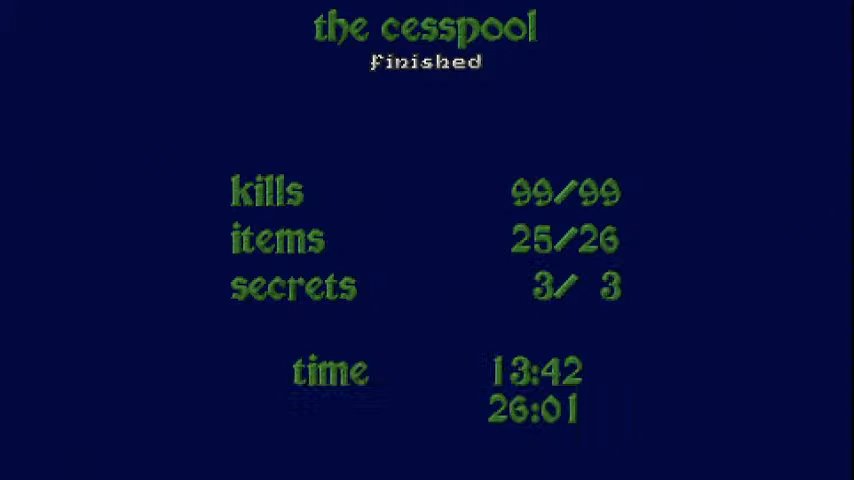 the cesspool
finished
kills 99/99
items 25/26
secrets 3/ 3
time 13:42
26:01